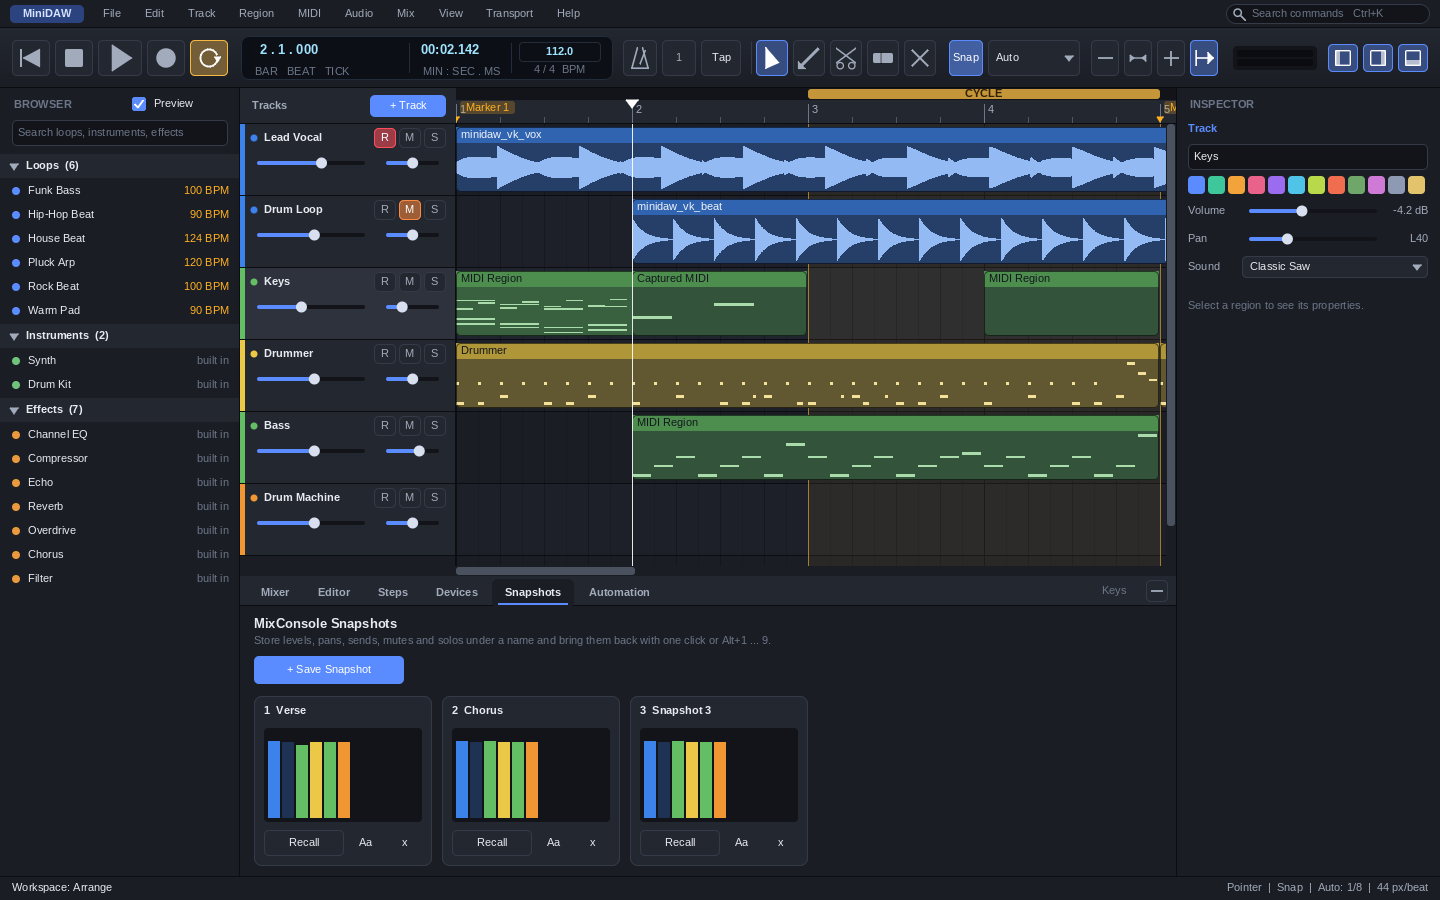 MiniDAW File Edit Track Region MIDI Audio Mix View Transport Help Search commands Ctrl+K
2 . 1 . 000 00:02.142 112.0
BAR BEAT TICK MIN : SEC . MS 4 / 4 BPM
1 Tap Snap Auto
BROWSER Preview
Search loops, instruments, effects
Loops (6)
Funk Bass 100 BPM
Hip-Hop Beat 90 BPM
House Beat 124 BPM
Pluck Arp 120 BPM
Rock Beat 100 BPM
Warm Pad 90 BPM
Instruments (2)
Synth built in
Drum Kit built in
Effects (7)
Channel EQ built in
Compressor built in
Echo built in
Reverb built in
Overdrive built in
Chorus built in
Filter built in
Tracks + Track
CYCLE
1 Marker 1 2 3 4 5 M
Lead Vocal R M S
minidaw_vk_vox
Drum Loop R M S
minidaw_vk_beat
Keys R M S
MIDI Region Captured MIDI MIDI Region
Drummer R M S
Drummer
Bass R M S
MIDI Region
Drum Machine R M S
Mixer Editor Steps Devices Snapshots Automation Keys
MixConsole Snapshots
Store levels, pans, sends, mutes and solos under a name and bring them back with one click or Alt+1 ... 9.
+ Save Snapshot
1 Verse
Recall Aa x
2 Chorus
Recall Aa x
3 Snapshot 3
Recall Aa x
INSPECTOR
Track
Keys
Volume -4.2 dB
Pan L40
Sound Classic Saw
Select a region to see its properties.
Workspace: Arrange
Pointer | Snap | Auto: 1/8 | 44 px/beat